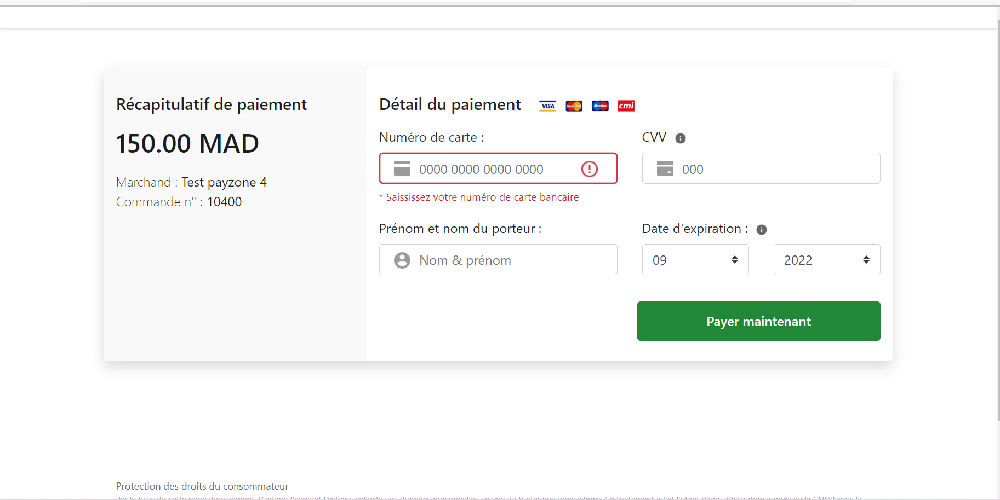 Récapitulatif de paiement
150.00 MAD
Marchand : Test payzone 4
Commande n° : 10400
Détail du paiement VISA MasterCard Maestro cmi
Numéro de carte :
0000 0000 0000 0000
* Saississez votre numéro de carte bancaire
CVV
000
Prénom et nom du porteur :
Nom & prénom
Date d'expiration :
09 2022
Payer maintenant
Protection des droits du consommateur